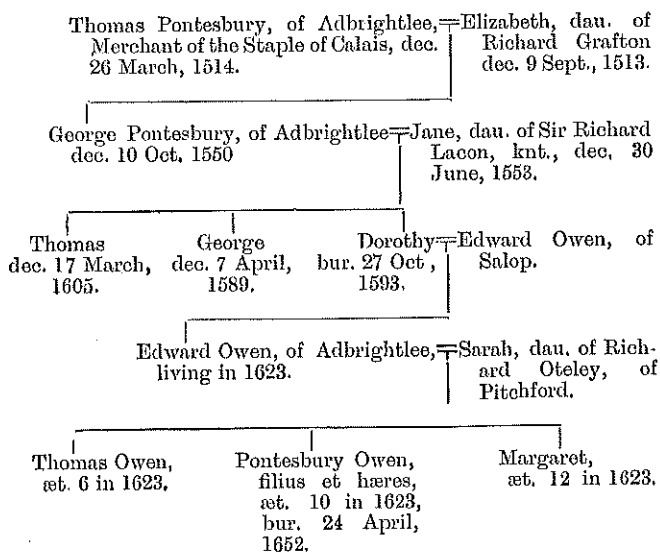 Thomas Pontesbury, of Adbrightlee, Elizabeth, dau. of
Merchant of the Staple of Calais, dec. Richard Grafton
26 March, 1514. dec. 9 Sept., 1513.
George Pontesbury, of Adbrightlee Jane, dau. of Sir Richard
dec. 10 Oct. 1550 Lacon, knt., dec. 30
June, 1553.
Thomas George Dorothy Edward Owen, of
dec. 17 March, dec. 7 April, bur. 27 Oct, Salop.
1605. 1589. 1593.
Edward Owen, of Adbrightlee, Sarah, dau. of Rich-
living in 1623. ard Oteley, of
Pitchford.
Thomas Owen, Pontesbury Owen, Margaret,
æt. 6 in 1623. filius et hæres, æt. 12 in 1623.
æt. 10 in 1623,
bur. 24 April,
1652.